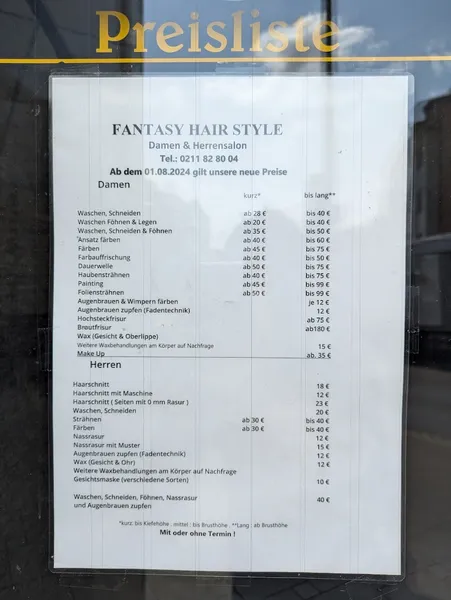 Preisliste
FANTASY HAIR STYLE
Damen & Herrensalon
Tel.: 0211 82 80 04
Ab dem 01.08.2024 gilt unsere neue Preise
Damen
kurz* bis lang**
Waschen, Schneiden ab 28 € bis 40 €
Waschen Föhnen & Legen ab 20 € bis 40 €
Waschen, Schneiden & Föhnen ab 35 € bis 50 €
Ansatz färben ab 40 € bis 60 €
Färben ab 45 € bis 75 €
Farbauffrischung ab 40 € bis 50 €
Dauerwelle ab 50 € bis 75 €
Haubensträhnen ab 40 € bis 75 €
Painting ab 45 € bis 99 €
Foliensträhnen ab 50 € bis 99 €
Augenbrauen & Wimpern färben je 12 €
Augenbrauen zupfen (Fadentechnik) 12 €
Hochsteckfrisur ab 75 €
Brautfrisur ab180 €
Wax (Gesicht & Oberlippe)
Weitere Waxbehandlungen am Körper auf Nachfrage 15 €
Make Up ab. 35 €
Herren
Haarschnitt 18 €
Haarschnitt mit Maschine 12 €
Haarschnitt ( Seiten mit 0 mm Rasur ) 23 €
Waschen, Schneiden 20 €
Strähnen ab 30 € bis 40 €
Färben ab 30 € bis 40 €
Nassrasur 12 €
Nassrasur mit Muster 15 €
Augenbrauen zupfen (Fadentechnik) 12 €
Wax (Gesicht & Ohr) 12 €
Weitere Waxbehandlungen am Körper auf Nachfrage
Gesichtsmaske (verschiedene Sorten) 10 €
Waschen, Schneiden, Föhnen, Nassrasur 40 €
und Augenbrauen zupfen
*kurz: bis Kiefshöhe . mittel : bis Brusthöhe . **Lang : ab Brusthöhe
Mit oder ohne Termin !